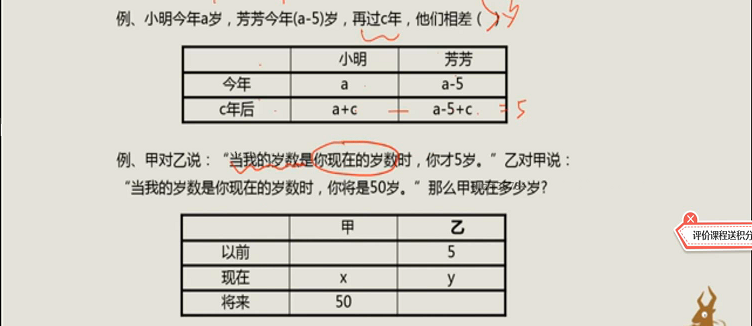 例、小明今年a岁，芳芳今年(a-5)岁，再过c年，他们相差（ ）岁
小明 芳芳
今年 a a-5
c年后 a+c — a-5+c =5
例、甲对乙说：“当我的岁数是你现在的岁数时，你才5岁。”乙对甲说：
“当我的岁数是你现在的岁数时，你将是50岁。”那么甲现在多少岁?
甲 乙
以前 5
现在 x y
将来 50
评价课程送积分